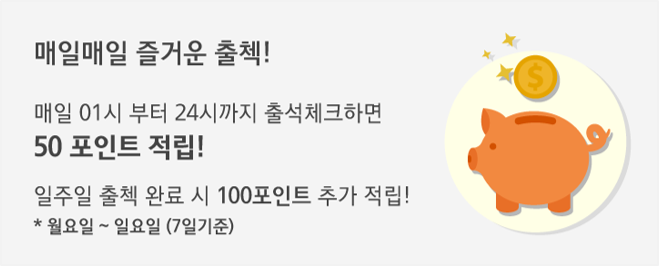 매일매일 즐거운 출첵!
매일 01시 부터 24시까지 출석체크하면
50 포인트 적립!
일주일 출첵 완료 시 100포인트 추가 적립!
* 월요일 ~ 일요일 (7일기준)